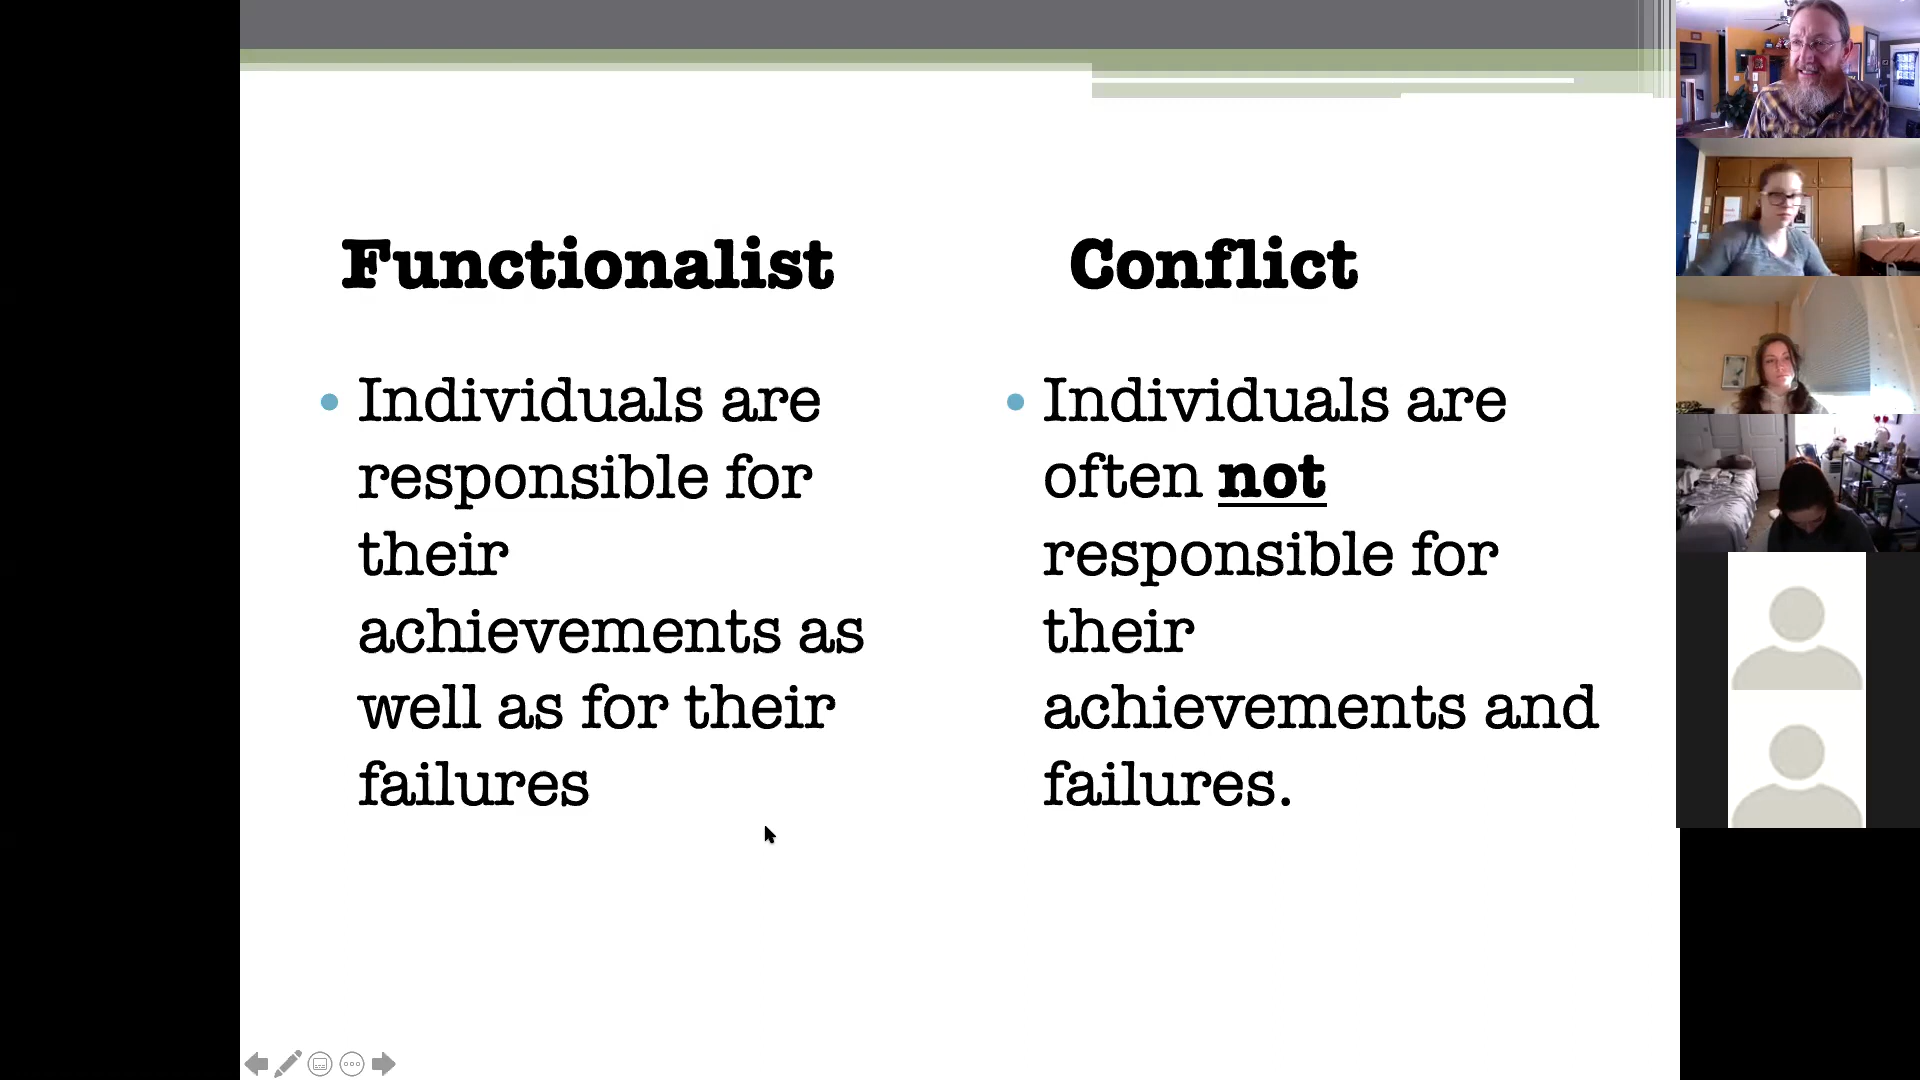 Functionalist
Individuals are
responsible for
their
achievements as
well as for their
failures
Conflict
Individuals are
often not
responsible for
their
achievements and
failures.